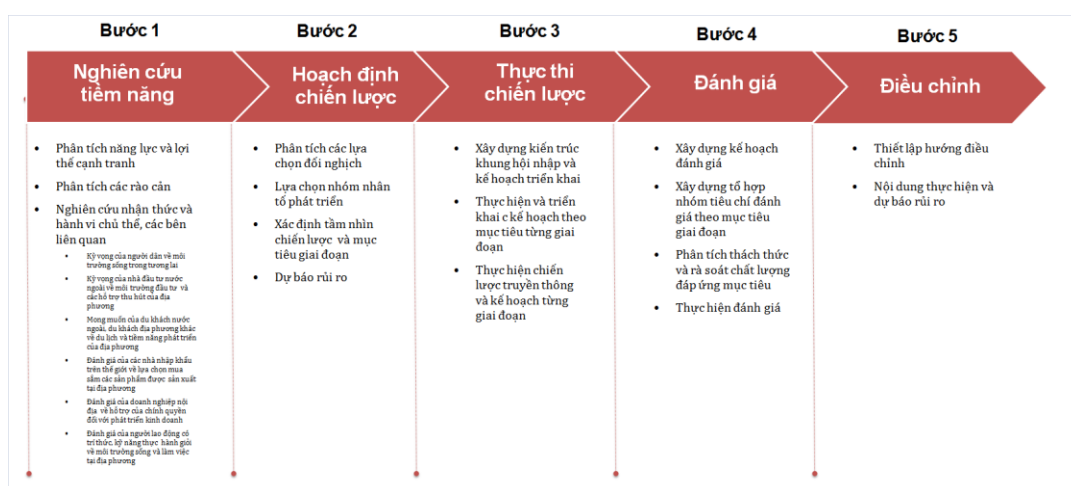 Bước 1
Bước 2
Bước 3
Bước 4
Bước 5
Nghiên cứu
tiềm năng
Hoạch định
chiến lược
Thực thi
chiến lược
Đánh giá
Điều chỉnh
• Phân tích năng lực và lợi
thế cạnh tranh
• Phân tích các rào cản
• Nghiên cứu nhận thức và
hành vi chủ thể, các bên
liên quan
• Kỳ vọng của người dân về môi
trường sống trong tương lai
• Kỳ vọng của nhà đầu tư nước
ngoài về môi trường đầu tư và
các hỗ trợ thu hút của địa
phương
• Mong muốn của du khách nước
ngoài, du khách địa phương khác
về du lịch và tiềm năng phát triển
của địa phương
• Đánh giá của các nhà nhập khẩu
trên thế giới về lựa chọn mua
sắm các sản phẩm được sản xuất
tại địa phương
• Đánh giá của doanh nghiệp nội
địa về hỗ trợ của chính quyền
đối với phát triển kinh doanh
• Đánh giá của người lao động có
trí thức, kỹ năng thực hành giỏi
về môi trường sống và làm việc
tại địa phương
• Phân tích các lựa
chọn đối nghịch
• Lựa chọn nhóm nhân
tố phát triển
• Xác định tầm nhìn
chiến lược và mục
tiêu giai đoạn
• Dự báo rủi ro
• Xây dựng kiến trúc
khung hội nhập và
kế hoạch triển khai
• Thực hiện và triển
khai c kế hoạch theo
mục tiêu từng giai
đoạn
• Thực hiện chiến
lược truyền thông
và kế hoạch từng
giai đoạn
• Xây dựng kế hoạch
đánh giá
• Xây dựng tổ hợp
nhóm tiêu chí đánh
giá theo mục tiêu
giai đoạn
• Phân tích thách thức
và rà soát chất lượng
đáp ứng mục tiêu
• Thực hiện đánh giá
• Thiết lập hướng điều
chỉnh
• Nội dung thực hiện và
dự báo rủi ro